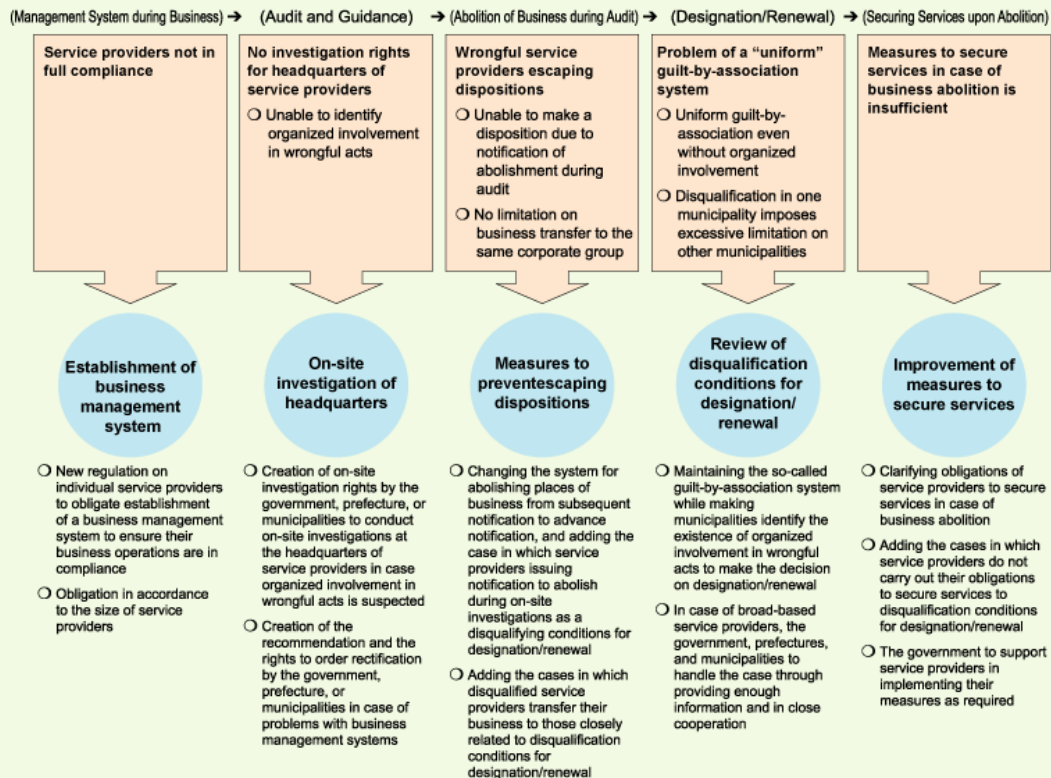 (Management System during Business) → (Audit and Guidance) → (Abolition of Business during Audit) → (Designation/Renewal) → (Securing Services upon Abolition)
Service providers not in
full compliance
No investigation rights
for headquarters of
service providers
❍ Unable to identify
organized involvement
in wrongful acts
Wrongful service
providers escaping
dispositions
❍ Unable to make a
disposition due to
notification of
abolishment during
audit
❍ No limitation on
business transfer to the
same corporate group
Problem of a “uniform”
guilt-by-association
system
❍ Uniform guilt-by-
association even
without organized
involvement
❍ Disqualification in one
municipality imposes
excessive limitation on
other municipalities
Measures to secure
services in case of
business abolition is
insufficient
Establishment of
business
management
system
On-site
investigation of
headquarters
Measures to
preventescaping
dispositions
Review of
disqualification
conditions for
designation/
renewal
Improvement of
measures to
secure services
❍ New regulation on
individual service providers
to obligate establishment
of a business management
system to ensure their
business operations are in
compliance
❍ Obligation in accordance
to the size of service
providers
❍ Creation of on-site
investigation rights by the
government, prefecture, or
municipalities to conduct
on-site investigations at
the headquarters of
service providers in case
organized involvement in
wrongful acts is suspected
❍ Creation of the
recommendation and the
rights to order rectification
by the government,
prefecture, or
municipalities in case of
problems with business
management systems
❍ Changing the system for
abolishing places of
business from subsequent
notification to advance
notification, and adding the
case in which service
providers issuing
notification to abolish
during on-site
investigations as a
disqualifying conditions for
designation/renewal
❍ Adding the cases in which
disqualified service
providers transfer their
business to those closely
related to disqualification
conditions for
designation/renewal
❍ Maintaining the so-called
guilt-by-association system
while making
municipalities identify the
existence of organized
involvement in wrongful
acts to make the decision
on designation/renewal
❍ In case of broad-based
service providers, the
government, prefectures,
and municipalities to
handle the case through
providing enough
information and in close
cooperation
❍ Clarifying obligations of
service providers to secure
services in case of
business abolition
❍ Adding the cases in which
service providers do not
carry out their obligations
to secure services to
disqualification conditions
for designation/renewal
❍ The government to support
service providers in
implementing their
measures as required